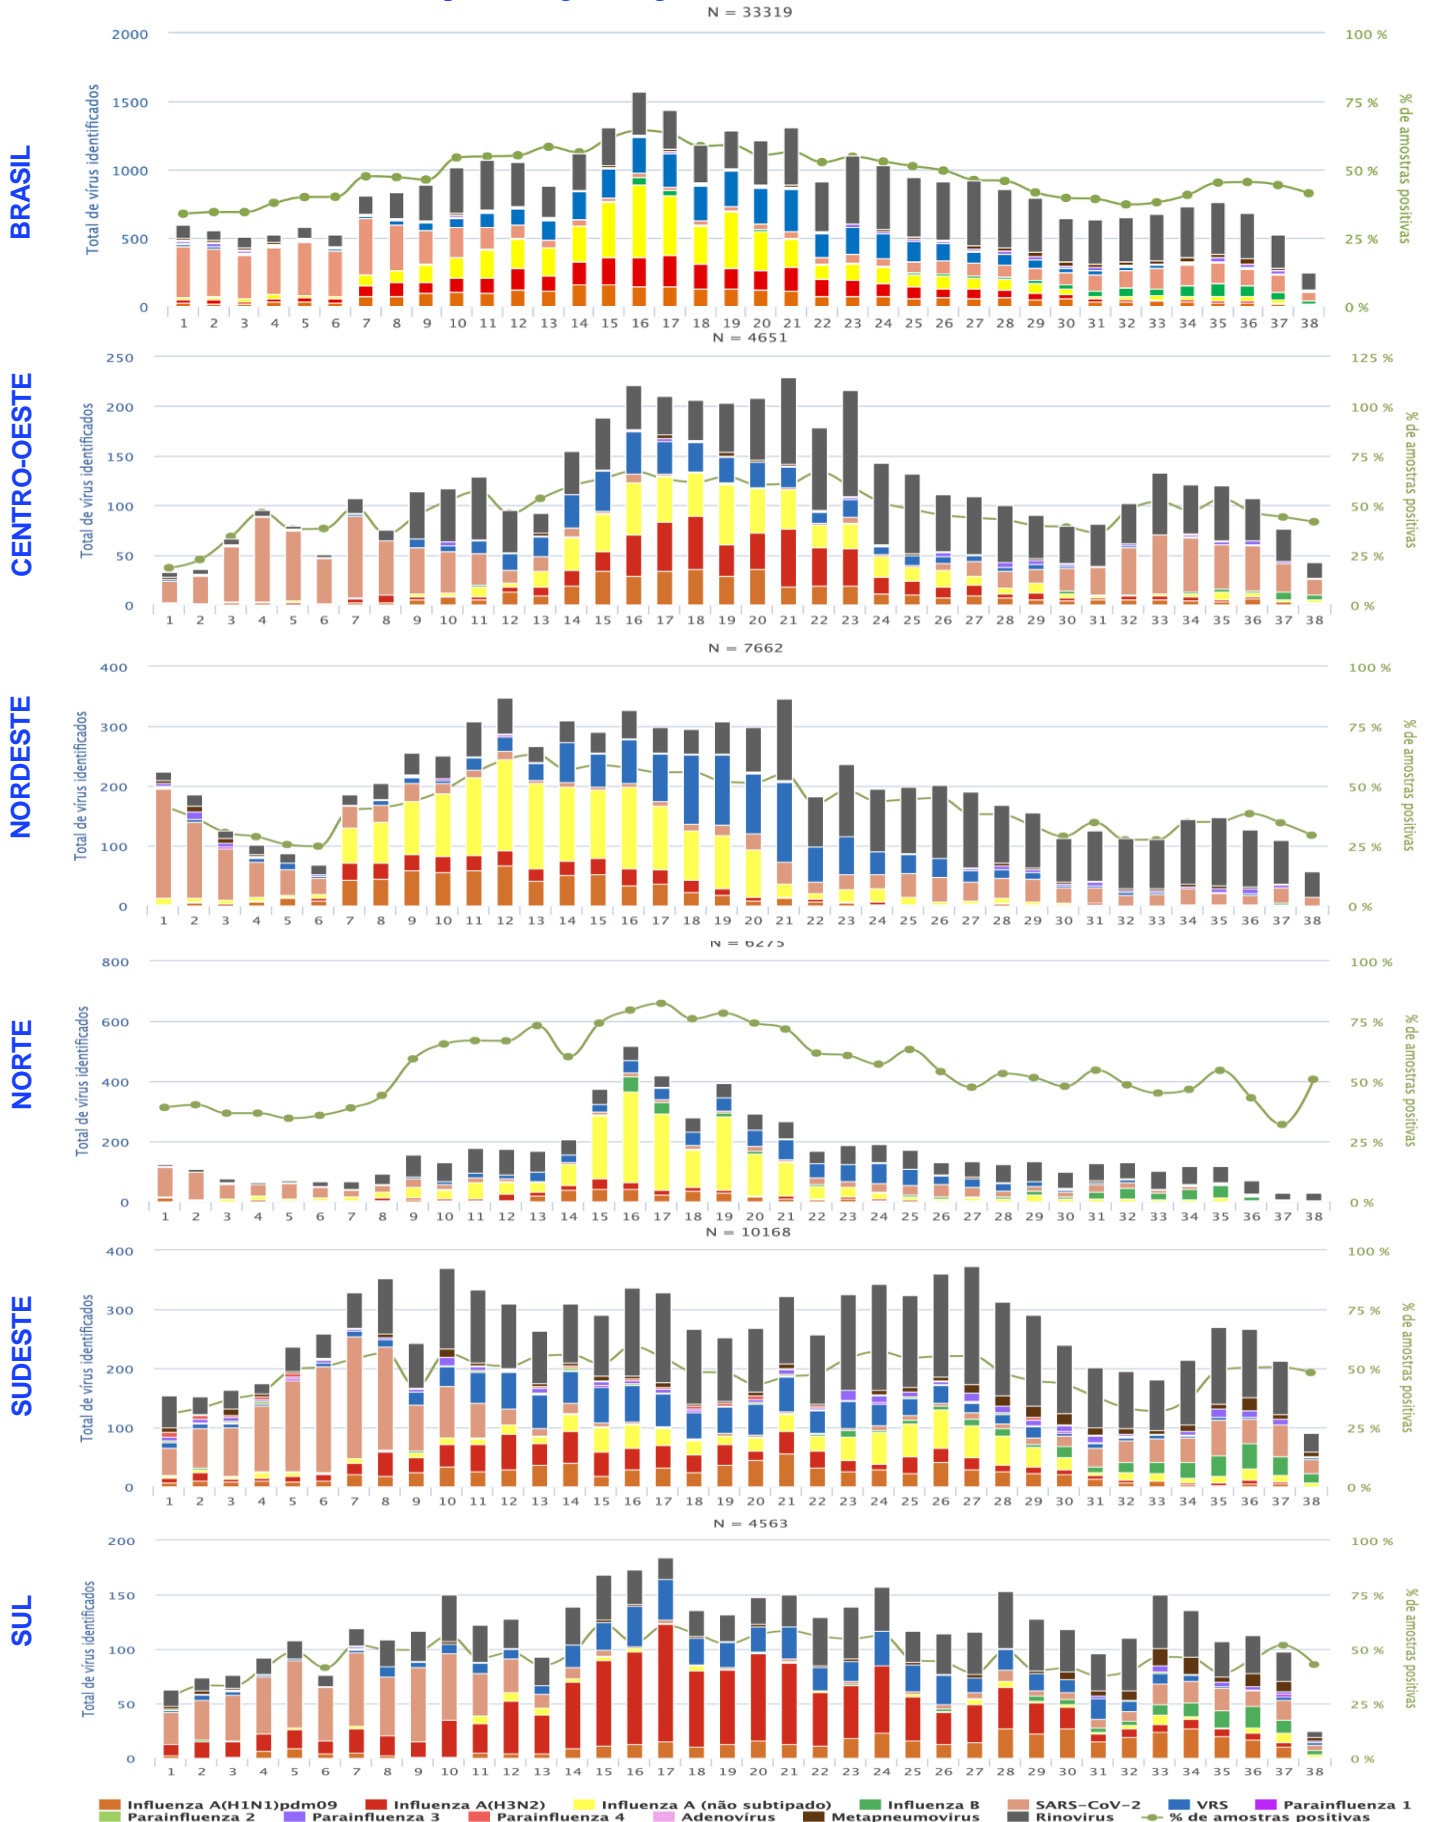 N = 33319
BRASIL
Total de vírus identificados
2000
1500
1000
500
0
100 %
75 %
50 %
25 %
0 %
% de amostras positivas
1 2 3 4 5 6 7 8 9 10 11 12 13 14 15 16 17 18 19 20 21 22 23 24 25 26 27 28 29 30 31 32 33 34 35 36 37 38
N = 4651
CENTRO-OESTE
Total de vírus identificados
250
200
150
100
50
0
125 %
100 %
75 %
50 %
25 %
0 %
% de amostras positivas
1 2 3 4 5 6 7 8 9 10 11 12 13 14 15 16 17 18 19 20 21 22 23 24 25 26 27 28 29 30 31 32 33 34 35 36 37 38
N = 7662
NORDESTE
Total de vírus identificados
400
300
200
100
0
100 %
75 %
50 %
25 %
0 %
% de amostras positivas
1 2 3 4 5 6 7 8 9 10 11 12 13 14 15 16 17 18 19 20 21 22 23 24 25 26 27 28 29 30 31 32 33 34 35 36 37 38
N = 6275
NORTE
Total de vírus identificados
800
600
400
200
0
100 %
75 %
50 %
25 %
0 %
% de amostras positivas
1 2 3 4 5 6 7 8 9 10 11 12 13 14 15 16 17 18 19 20 21 22 23 24 25 26 27 28 29 30 31 32 33 34 35 36 37 38
N = 10168
SUDESTE
Total de vírus identificados
400
300
200
100
0
100 %
75 %
50 %
25 %
0 %
% de amostras positivas
1 2 3 4 5 6 7 8 9 10 11 12 13 14 15 16 17 18 19 20 21 22 23 24 25 26 27 28 29 30 31 32 33 34 35 36 37 38
N = 4563
SUL
Total de vírus identificados
200
150
100
50
0
100 %
75 %
50 %
25 %
0 %
% de amostras positivas
1 2 3 4 5 6 7 8 9 10 11 12 13 14 15 16 17 18 19 20 21 22 23 24 25 26 27 28 29 30 31 32 33 34 35 36 37 38
Influenza A(H1N1)pdm09 Influenza A(H3N2) Influenza A (não subtipado) Influenza B SARS-CoV-2 VRS Parainfluenza 1
Parainfluenza 2 Parainfluenza 3 Parainfluenza 4 Adenovírus Metapneumovirus Rinovirus % de amostras positivas